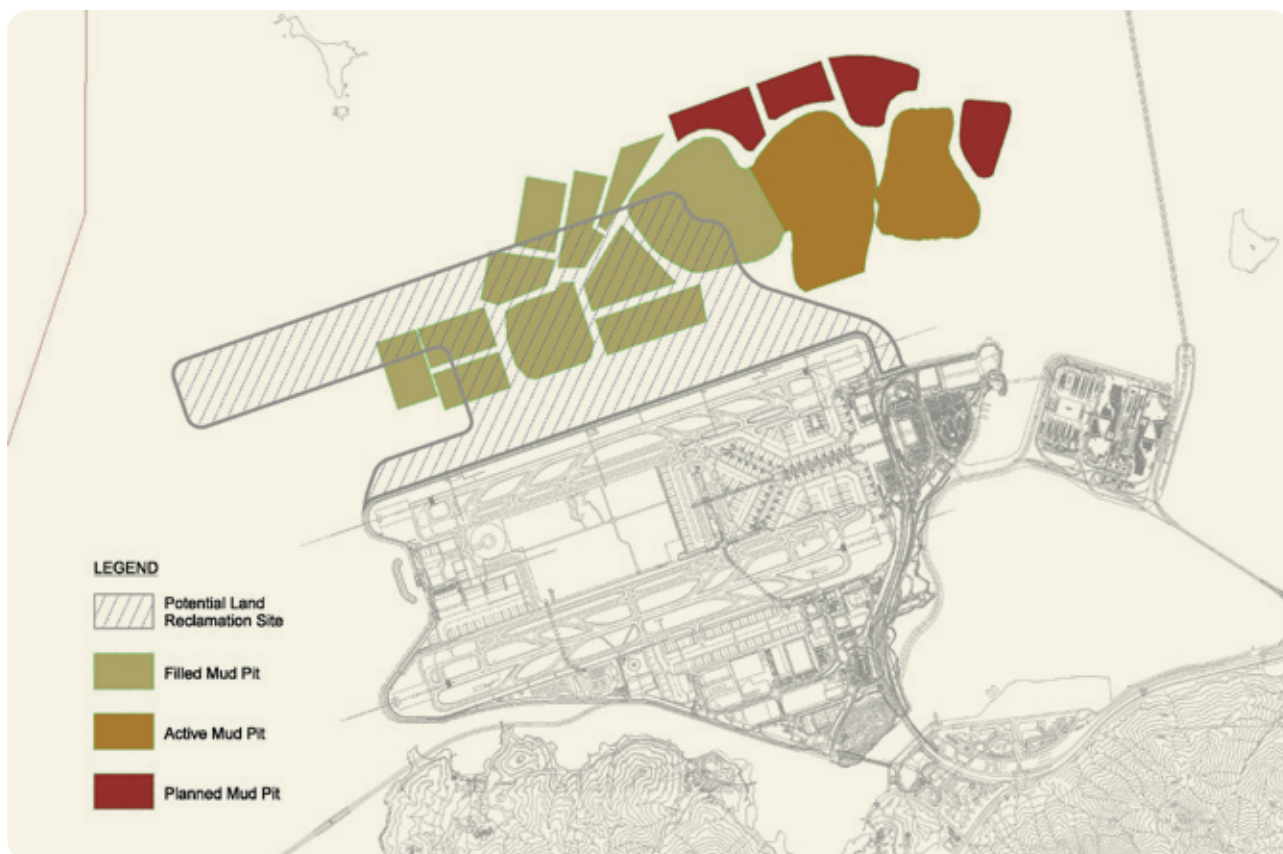 LEGEND
Potential Land
Reclamation Site
Filled Mud Pit
Active Mud Pit
Planned Mud Pit